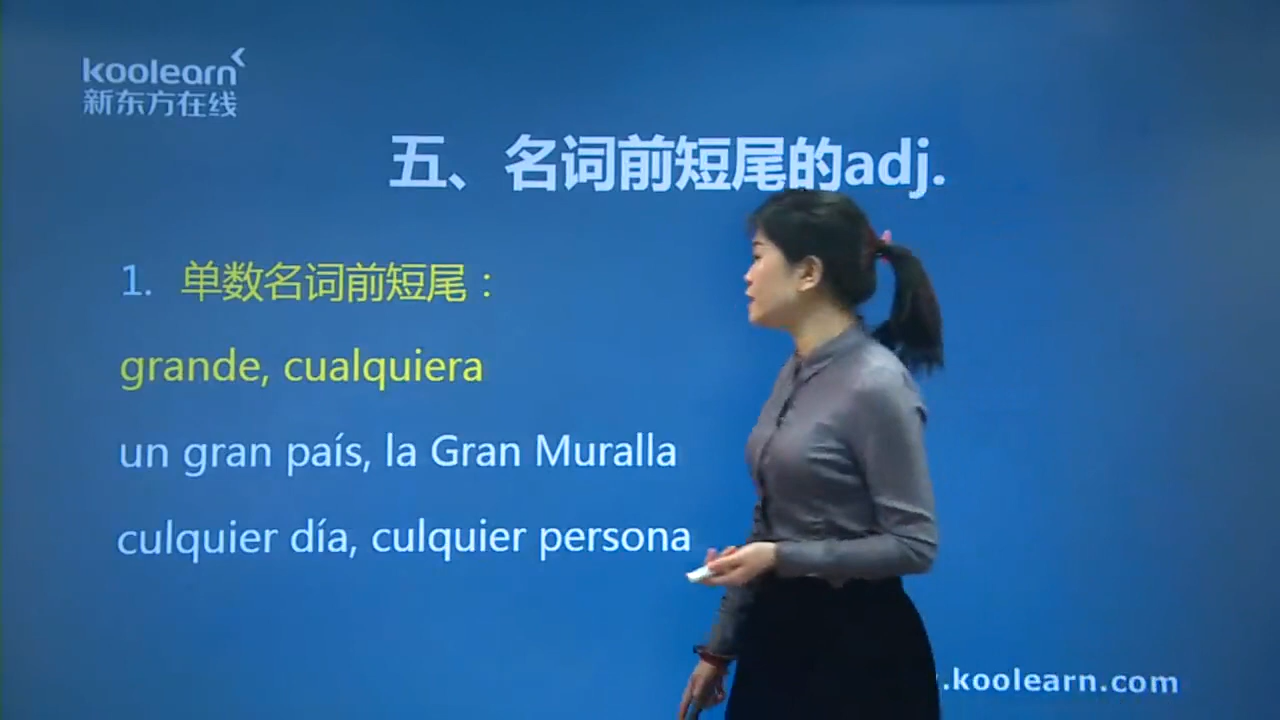 koolearn
新东方在线
五、名词前短尾的adj.
1. 单数名词前短尾：
grande, cualquiera
un gran país, la Gran Muralla
culquier día, culquier persona
.koolearn.com